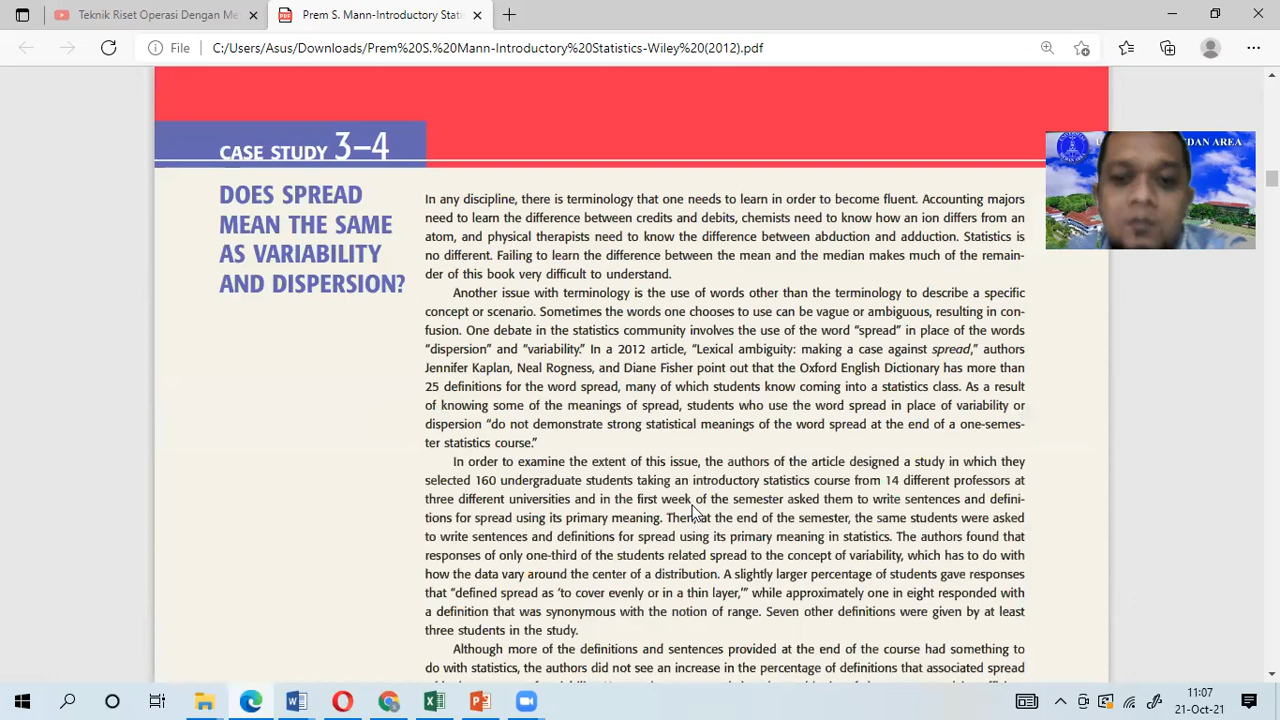 Teknik Riset Operasi Dengan Me
Prem S. Mann-Introductory Statis
File
C:/Users/Asus/Downloads/Prem%20S.%20Mann-Introductory%20Statistics-Wiley%20(2012).pdf
CASE STUDY 3–4
DOES SPREAD
MEAN THE SAME
AS VARIABILITY
AND DISPERSION?
In any discipline, there is terminology that one needs to learn in order to become fluent. Accounting majors
need to learn the difference between credits and debits, chemists need to know how an ion differs from an
atom, and physical therapists need to know the difference between abduction and adduction. Statistics is
no different. Failing to learn the difference between the mean and the median makes much of the remain-
der of this book very difficult to understand.
Another issue with terminology is the use of words other than the terminology to describe a specific
concept or scenario. Sometimes the words one chooses to use can be vague or ambiguous, resulting in con-
fusion. One debate in the statistics community involves the use of the word “spread” in place of the words
“dispersion” and “variability.” In a 2012 article, “Lexical ambiguity: making a case against spread,” authors
Jennifer Kaplan, Neal Rogness, and Diane Fisher point out that the Oxford English Dictionary has more than
25 definitions for the word spread, many of which students know coming into a statistics class. As a result
of knowing some of the meanings of spread, students who use the word spread in place of variability or
dispersion “do not demonstrate strong statistical meanings of the word spread at the end of a one-semes-
ter statistics course.”
In order to examine the extent of this issue, the authors of the article designed a study in which they
selected 160 undergraduate students taking an introductory statistics course from 14 different professors at
three different universities and in the first week of the semester asked them to write sentences and defini-
tions for spread using its primary meaning. Then at the end of the semester, the same students were asked
to write sentences and definitions for spread using its primary meaning in statistics. The authors found that
responses of only one-third of the students related spread to the concept of variability, which has to do with
how the data vary around the center of a distribution. A slightly larger percentage of students gave responses
that “defined spread as ‘to cover evenly or in a thin layer,’” while approximately one in eight responded with
a definition that was synonymous with the notion of range. Seven other definitions were given by at least
three students in the study.
Although more of the definitions and sentences provided at the end of the course had something to
do with statistics, the authors did not see an increase in the percentage of definitions that associated spread
DAN AREA
11:07
21-Oct-21